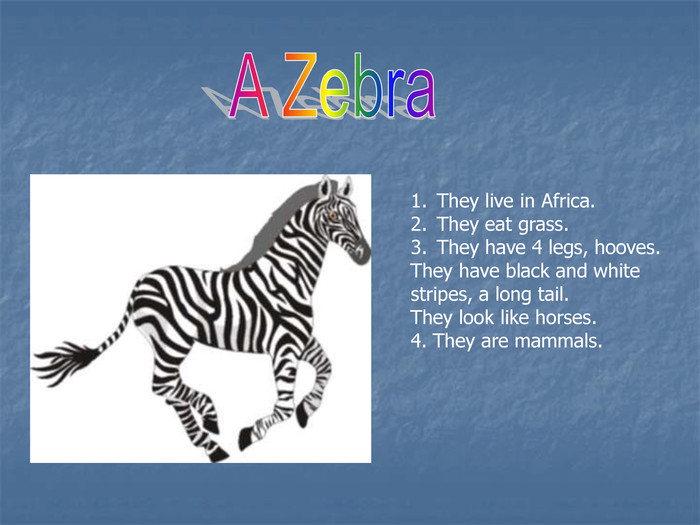 A Zebra
1. They live in Africa.
2. They eat grass.
3. They have 4 legs, hooves.
They have black and white
stripes, a long tail.
They look like horses.
4. They are mammals.